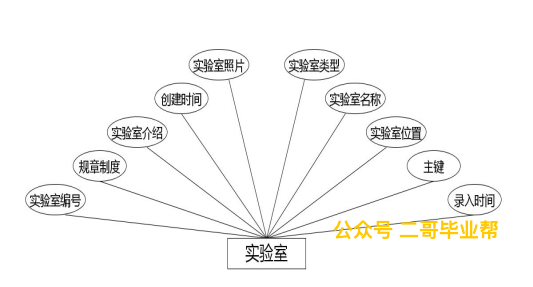 实验室照片
实验室类型
创建时间
实验室名称
实验室介绍
实验室位置
规章制度
主键
实验室编号
录入时间
公众号 二哥毕业帮
实验室